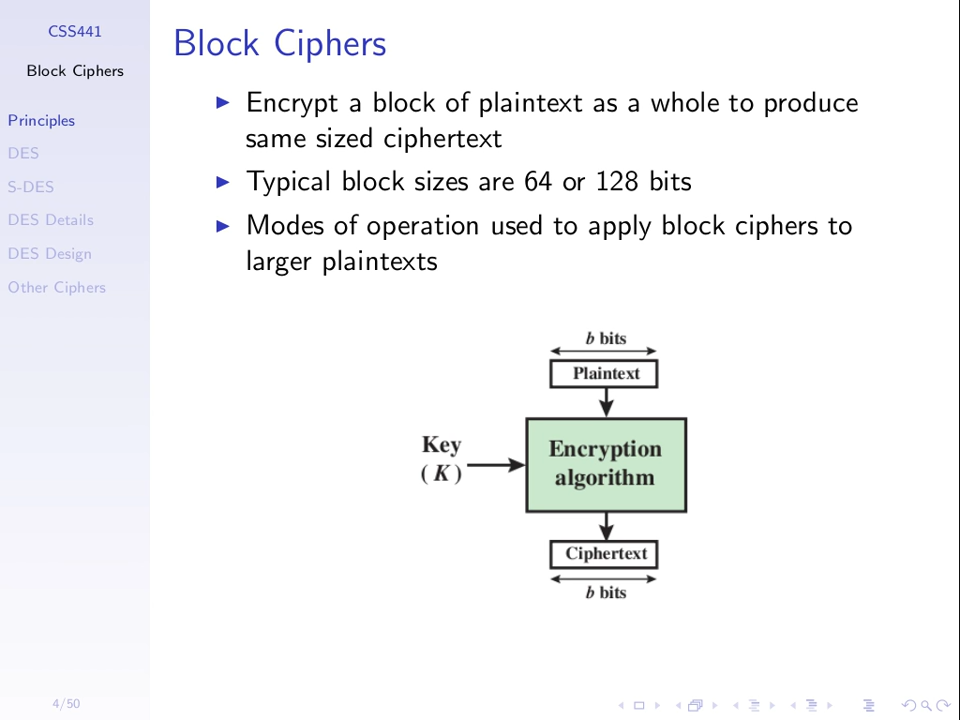 CSS441
Block Ciphers
Principles
DES
S-DES
DES Details
DES Design
Other Ciphers
4/50
Block Ciphers
Encrypt a block of plaintext as a whole to produce
same sized ciphertext
Typical block sizes are 64 or 128 bits
Modes of operation used to apply block ciphers to
larger plaintexts
b bits
Plaintext
Key
(K)
Encryption
algorithm
Ciphertext
b bits